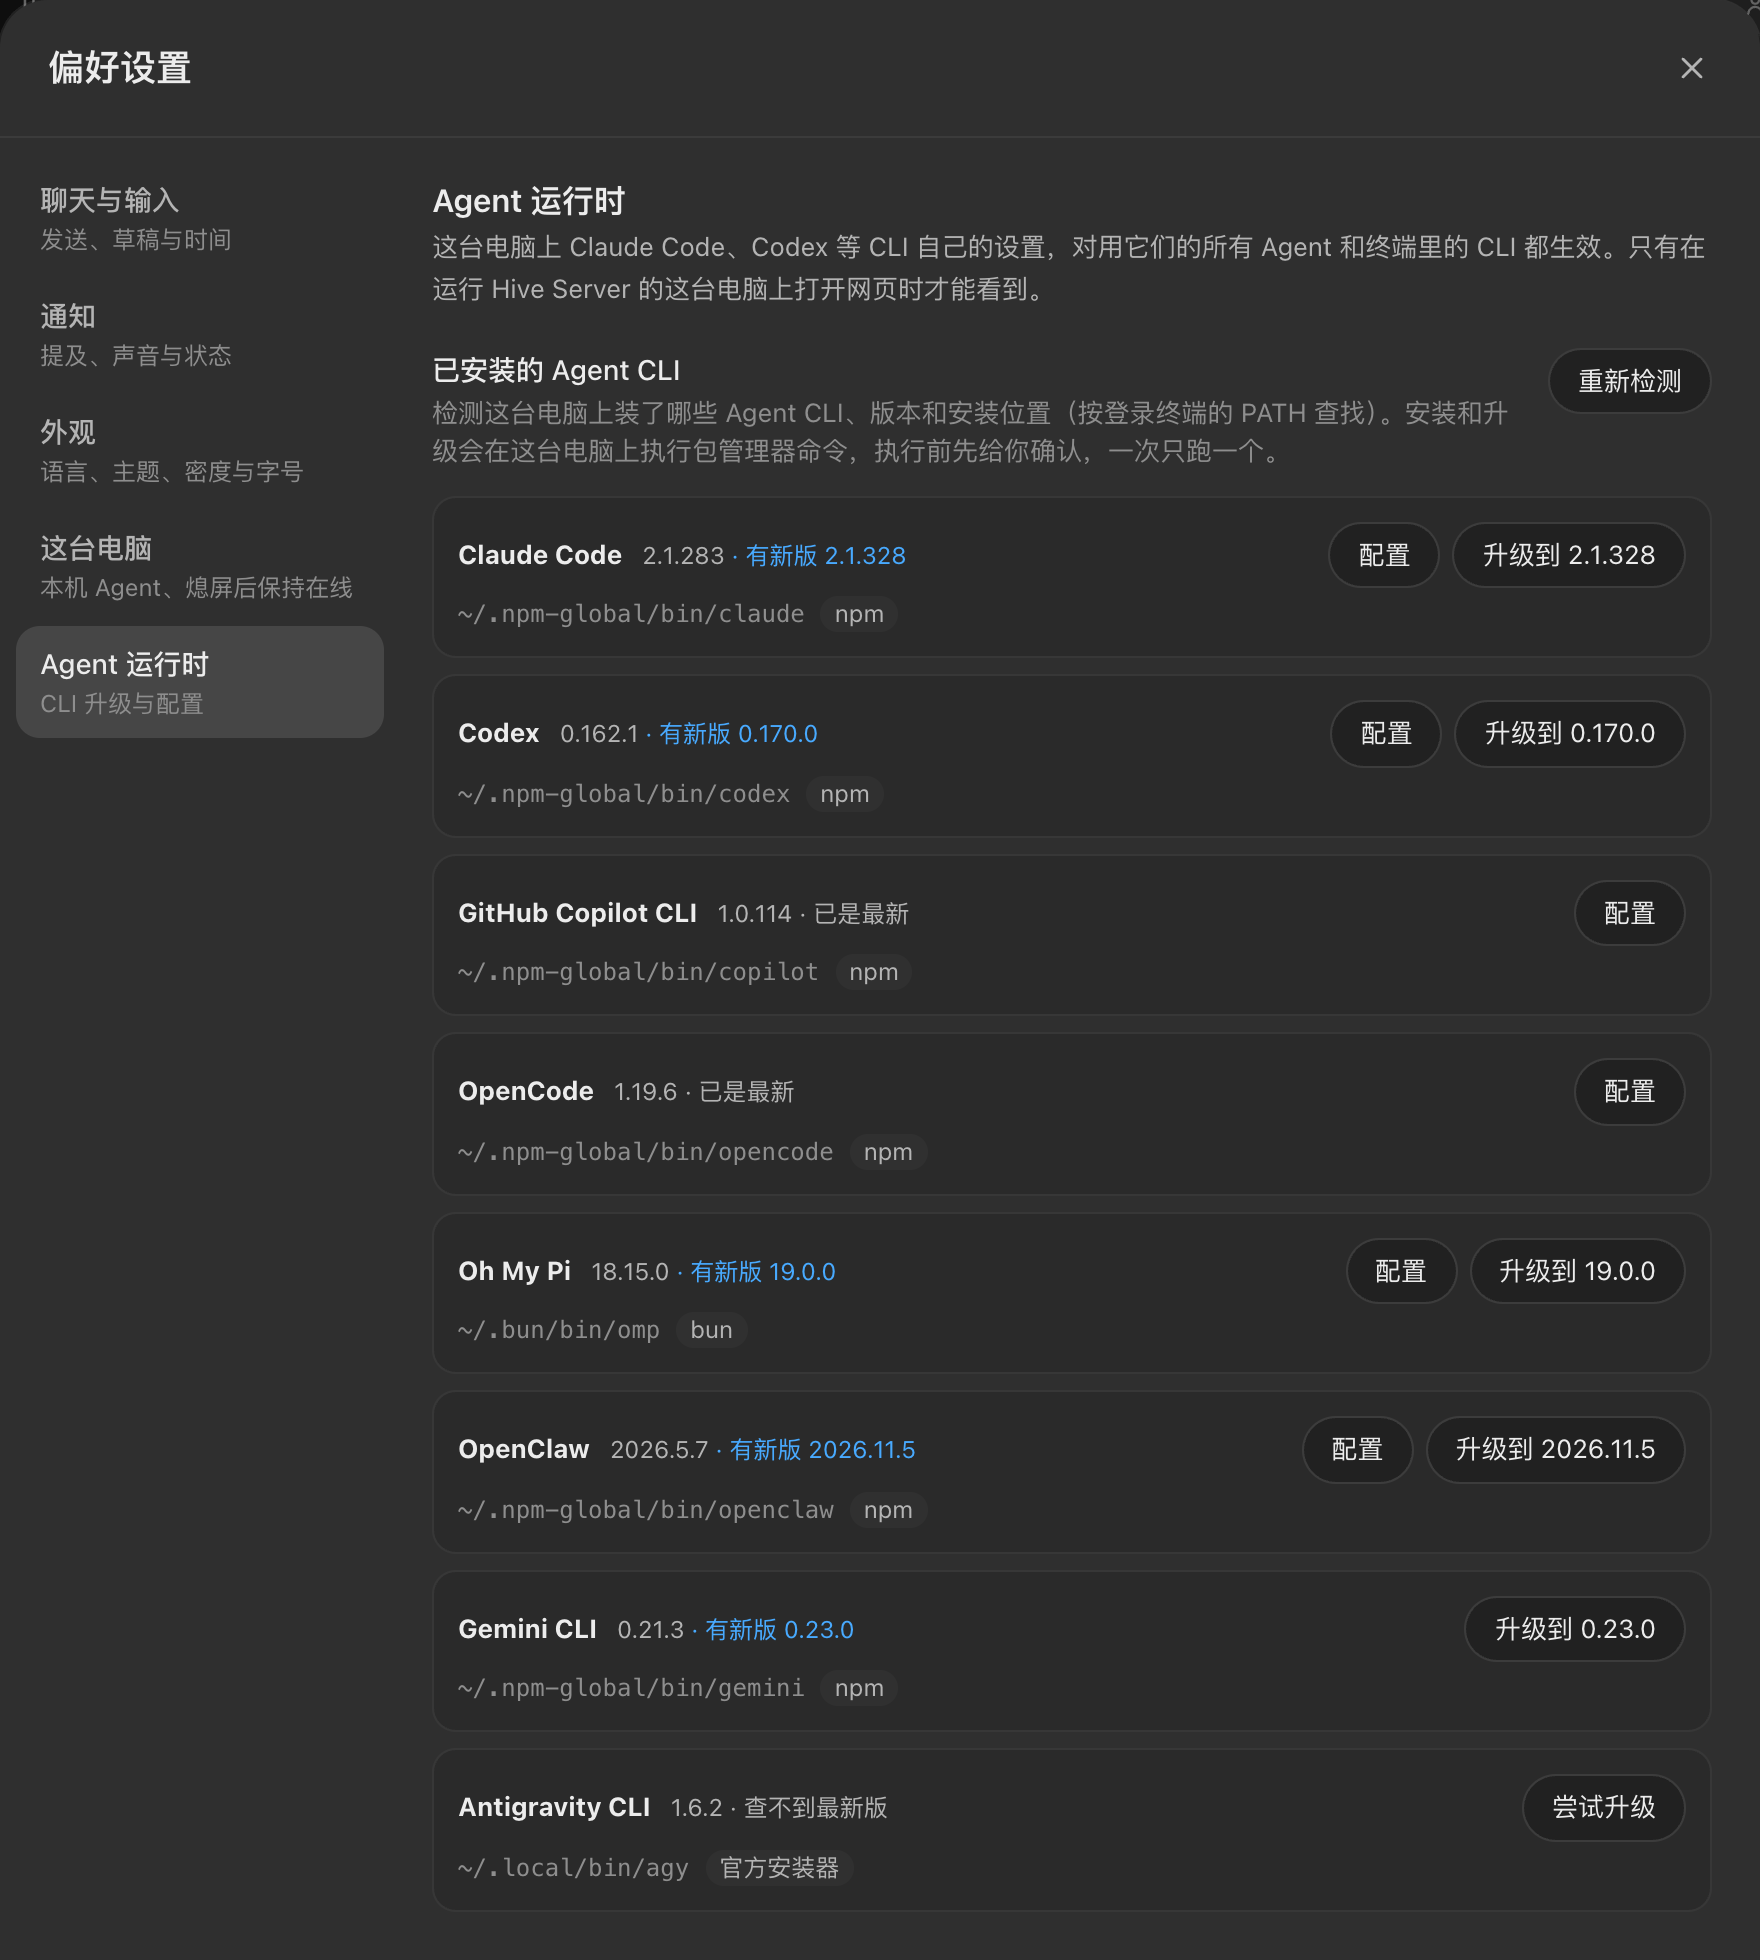 偏好设置
聊天与输入
发送、草稿与时间
通知
提及、声音与状态
外观
语言、主题、密度与字号
这台电脑
本机 Agent、熄屏后保持在线
Agent 运行时
CLI 升级与配置
Agent 运行时
这台电脑上 Claude Code、Codex 等 CLI 自己的设置，对用它们的所有 Agent 和终端里的 CLI 都生效。只有在
运行 Hive Server 的这台电脑上打开网页时才能看到。
已安装的 Agent CLI
重新检测
检测这台电脑上装了哪些 Agent CLI、版本和安装位置（按登录终端的 PATH 查找）。安装和升
级会在这台电脑上执行包管理器命令，执行前先给你确认，一次只跑一个。
Claude Code 2.1.283 · 有新版 2.1.328 配置 升级到 2.1.328
~/.npm-global/bin/claude npm
Codex 0.162.1 · 有新版 0.170.0 配置 升级到 0.170.0
~/.npm-global/bin/codex npm
GitHub Copilot CLI 1.0.114 · 已是最新 配置
~/.npm-global/bin/copilot npm
OpenCode 1.19.6 · 已是最新 配置
~/.npm-global/bin/opencode npm
Oh My Pi 18.15.0 · 有新版 19.0.0 配置 升级到 19.0.0
~/.bun/bin/omp bun
OpenClaw 2026.5.7 · 有新版 2026.11.5 配置 升级到 2026.11.5
~/.npm-global/bin/openclaw npm
Gemini CLI 0.21.3 · 有新版 0.23.0 升级到 0.23.0
~/.npm-global/bin/gemini npm
Antigravity CLI 1.6.2 · 查不到最新版 尝试升级
~/.local/bin/agy 官方安装器